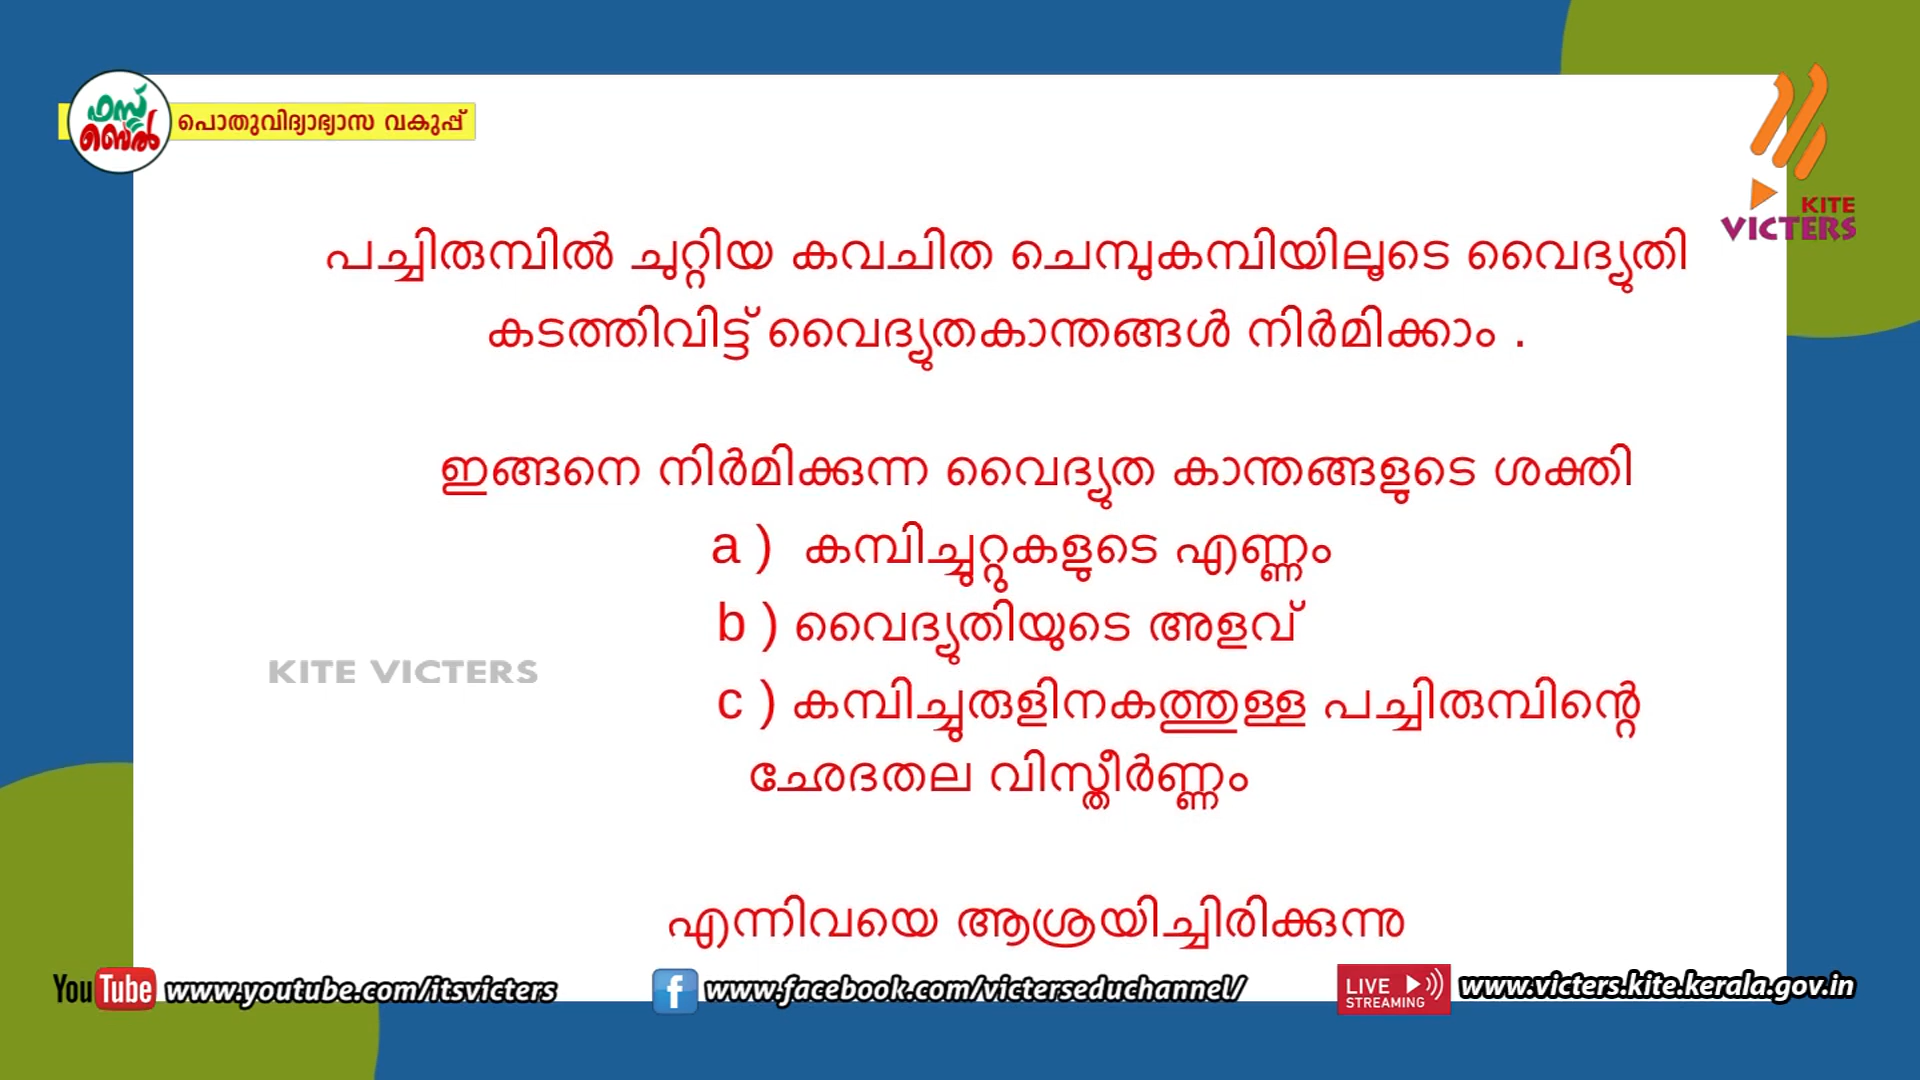 ഫസ്റ്റ്
ബെൽ
പൊതുവിദ്യാഭ്യാസ വകുപ്പ്
KITE
VICTERS
പച്ചിരുമ്പിൽ ചുറ്റിയ കവചിത ചെമ്പുകമ്പിയിലൂടെ വൈദ്യുതി
കടത്തിവിട്ട് വൈദ്യുതകാന്തങ്ങൾ നിർമിക്കാം .
ഇങ്ങനെ നിർമിക്കുന്ന വൈദ്യുത കാന്തങ്ങളുടെ ശക്തി
a ) കമ്പിച്ചുറ്റുകളുടെ എണ്ണം
b ) വൈദ്യുതിയുടെ അളവ്
KITE VICTERS
c ) കമ്പിച്ചുരുളിനകത്തുള്ള പച്ചിരുമ്പിന്റെ
ഛേദതല വിസ്തീർണ്ണം
എന്നിവയെ ആശ്രയിച്ചിരിക്കുന്നു
YouTube www.youtube.com/itsvicters
f www.facebook.com/victerseduchannel/
LIVE STREAMING www.victers.kite.kerala.gov.in